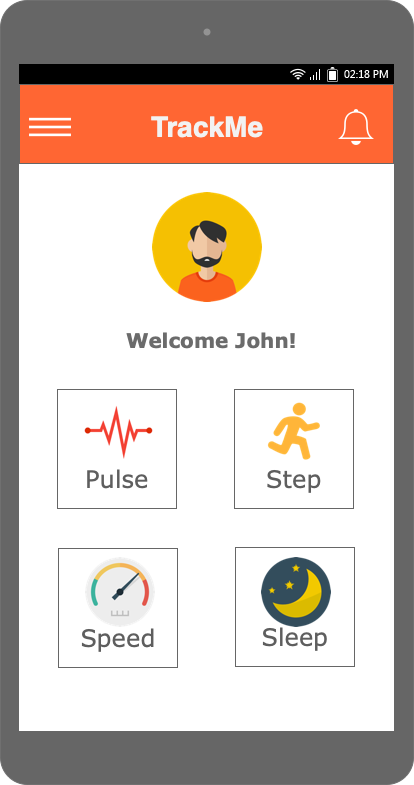 02:18 PM
TrackMe
Welcome John!
Pulse
Step
Speed
Sleep